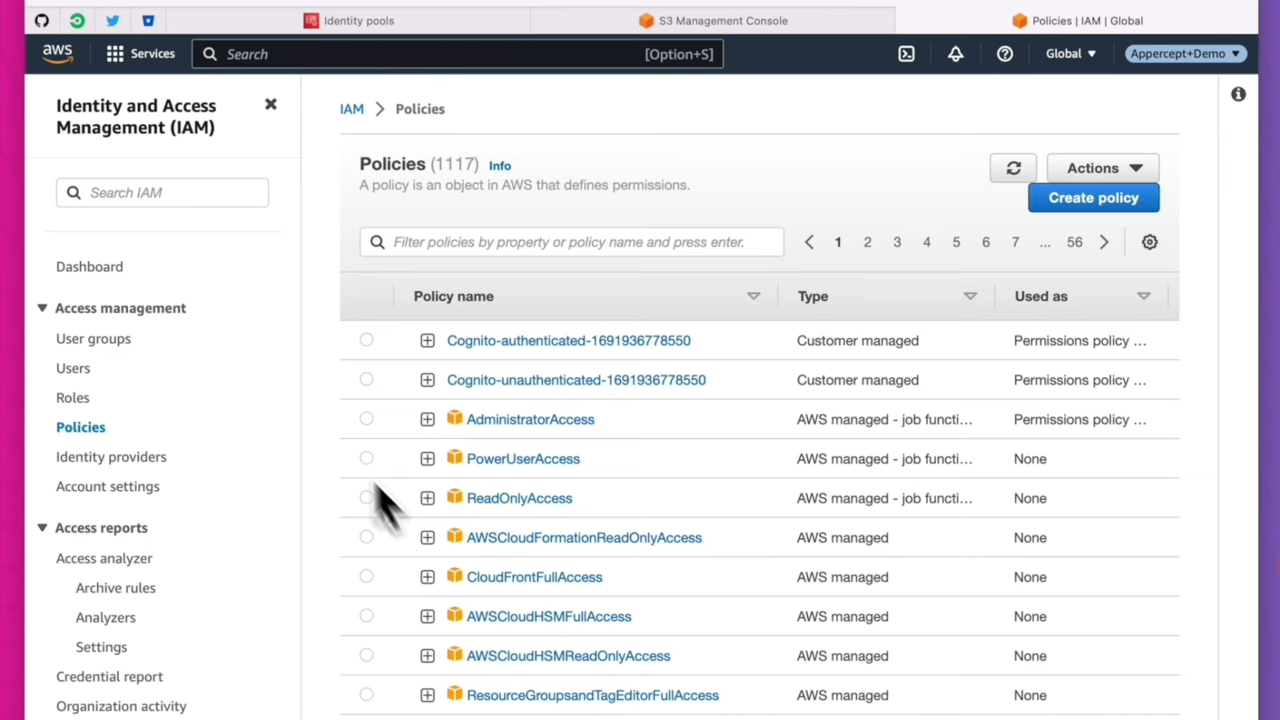 Identity pools
S3 Management Console
Policies | IAM | Global
aws
Services
Search
[Option+S]
Global
Appercept+Demo
Identity and Access
Management (IAM)
Search IAM
Dashboard
Access management
User groups
Users
Roles
Policies
Identity providers
Account settings
Access reports
Access analyzer
Archive rules
Analyzers
Settings
Credential report
Organization activity
IAM > Policies
Policies (1117) Info
A policy is an object in AWS that defines permissions.
Actions
Create policy
Filter policies by property or policy name and press enter.
1 2 3 4 5 6 7 ... 56
Policy name Type Used as
Cognito-authenticated-1691936778550 Customer managed Permissions policy ...
Cognito-unauthenticated-1691936778550 Customer managed Permissions policy ...
AdministratorAccess AWS managed - job functi... Permissions policy ...
PowerUserAccess AWS managed - job functi... None
ReadOnlyAccess AWS managed - job functi... None
AWSCloudFormationReadOnlyAccess AWS managed None
CloudFrontFullAccess AWS managed None
AWSCloudHSMFullAccess AWS managed None
AWSCloudHSMReadOnlyAccess AWS managed None
ResourceGroupsandTagEditorFullAccess AWS managed None